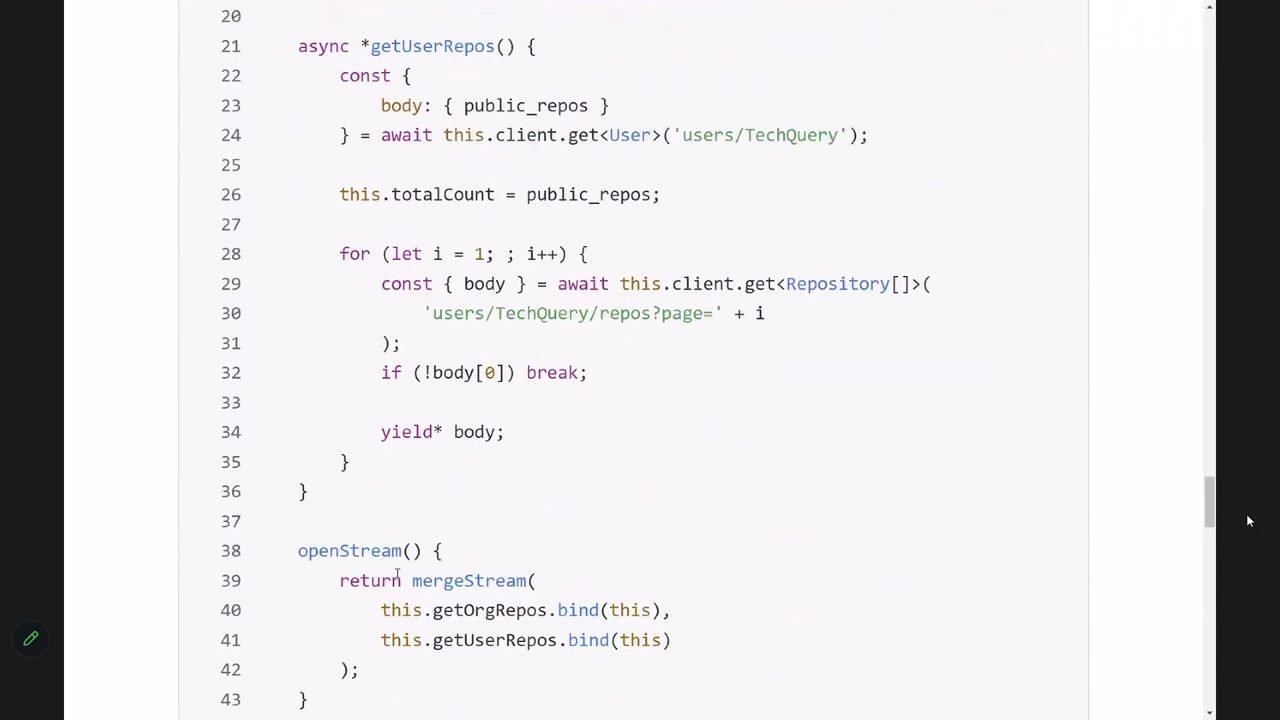 20
21 async *getUserRepos() {
22 const {
23 body: { public_repos }
24 } = await this.client.get<User>('users/TechQuery');
25
26 this.totalCount = public_repos;
27
28 for (let i = 1; ; i++) {
29 const { body } = await this.client.get<Repository[]>(
30 'users/TechQuery/repos?page=' + i
31 );
32 if (!body[0]) break;
33
34 yield* body;
35 }
36 }
37
38 openStream() {
39 return mergeStream(
40 this.getOrgRepos.bind(this),
41 this.getUserRepos.bind(this)
42 );
43 }